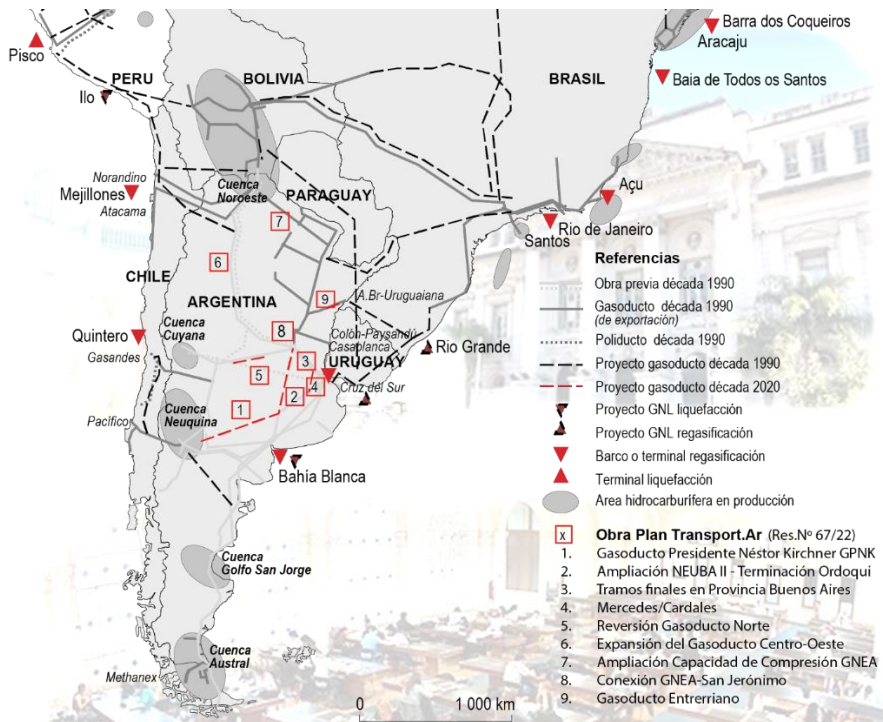 Barra dos Coqueiros
Aracaju
Pisco
PERU
BOLIVIA
BRASIL
Baia de Todos os Santos
Ilo
Norandino
Mejillones
Atacama
Cuenca
Noroeste
PARAGUAY
Açu
7
Rio de Janeiro
Santos
6
CHILE
ARGENTINA
9
A.Br-Uruguaiana
Quintero
Gasandes
Cuenca
Cuyana
8
Colón-Paysandú
Casablanca
3
URUGUAY
Rio Grande
5
4
Cruz del Sur
2
1
Cuenca
Neuquina
Pacífico
Bahía Blanca
Cuenca
Golfo San Jorge
Cuenca
Austral
Methanex
0 1 000 km
Referencias
Obra previa década 1990
Gasoducto década 1990
(de exportación)
Poliducto década 1990
Proyecto gasoducto década 1990
Proyecto gasoducto década 2020
Proyecto GNL liquefacción
Proyecto GNL regasificación
Barco o terminal regasificación
Terminal liquefacción
Area hidrocarburífera en producción
x Obra Plan Transport.Ar (Res.Nº 67/22)
1. Gasoducto Presidente Néstor Kirchner GPNK
2. Ampliación NEUBA II - Terminación Ordoqui
3. Tramos finales en Provincia Buenos Aires
4. Mercedes/Cardales
5. Reversión Gasoducto Norte
6. Expansión del Gasoducto Centro-Oeste
7. Ampliación Capacidad de Compresión GNEA
8. Conexión GNEA-San Jerónimo
9. Gasoducto Entrerriano